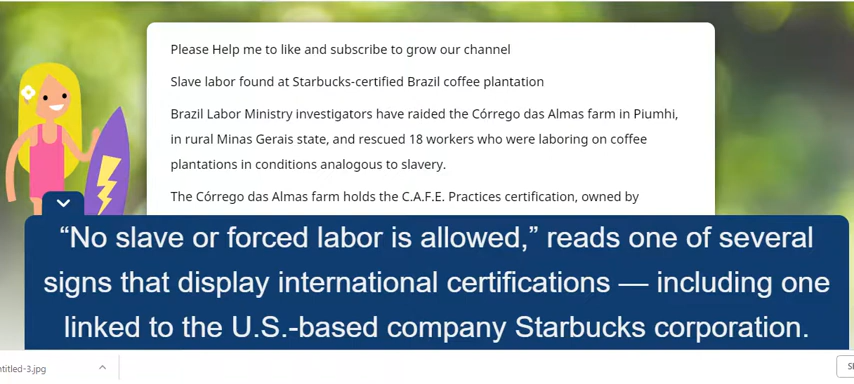 Please Help me to like and subscribe to grow our channel
Slave labor found at Starbucks-certified Brazil coffee plantation
Brazil Labor Ministry investigators have raided the Córrego das Almas farm in Piumhi,
in rural Minas Gerais state, and rescued 18 workers who were laboring on coffee
plantations in conditions analogous to slavery.
The Córrego das Almas farm holds the C.A.F.E. Practices certification, owned by
“No slave or forced labor is allowed,” reads one of several
signs that display international certifications — including one
linked to the U.S.-based company Starbucks corporation.
ntitled-3.jpg